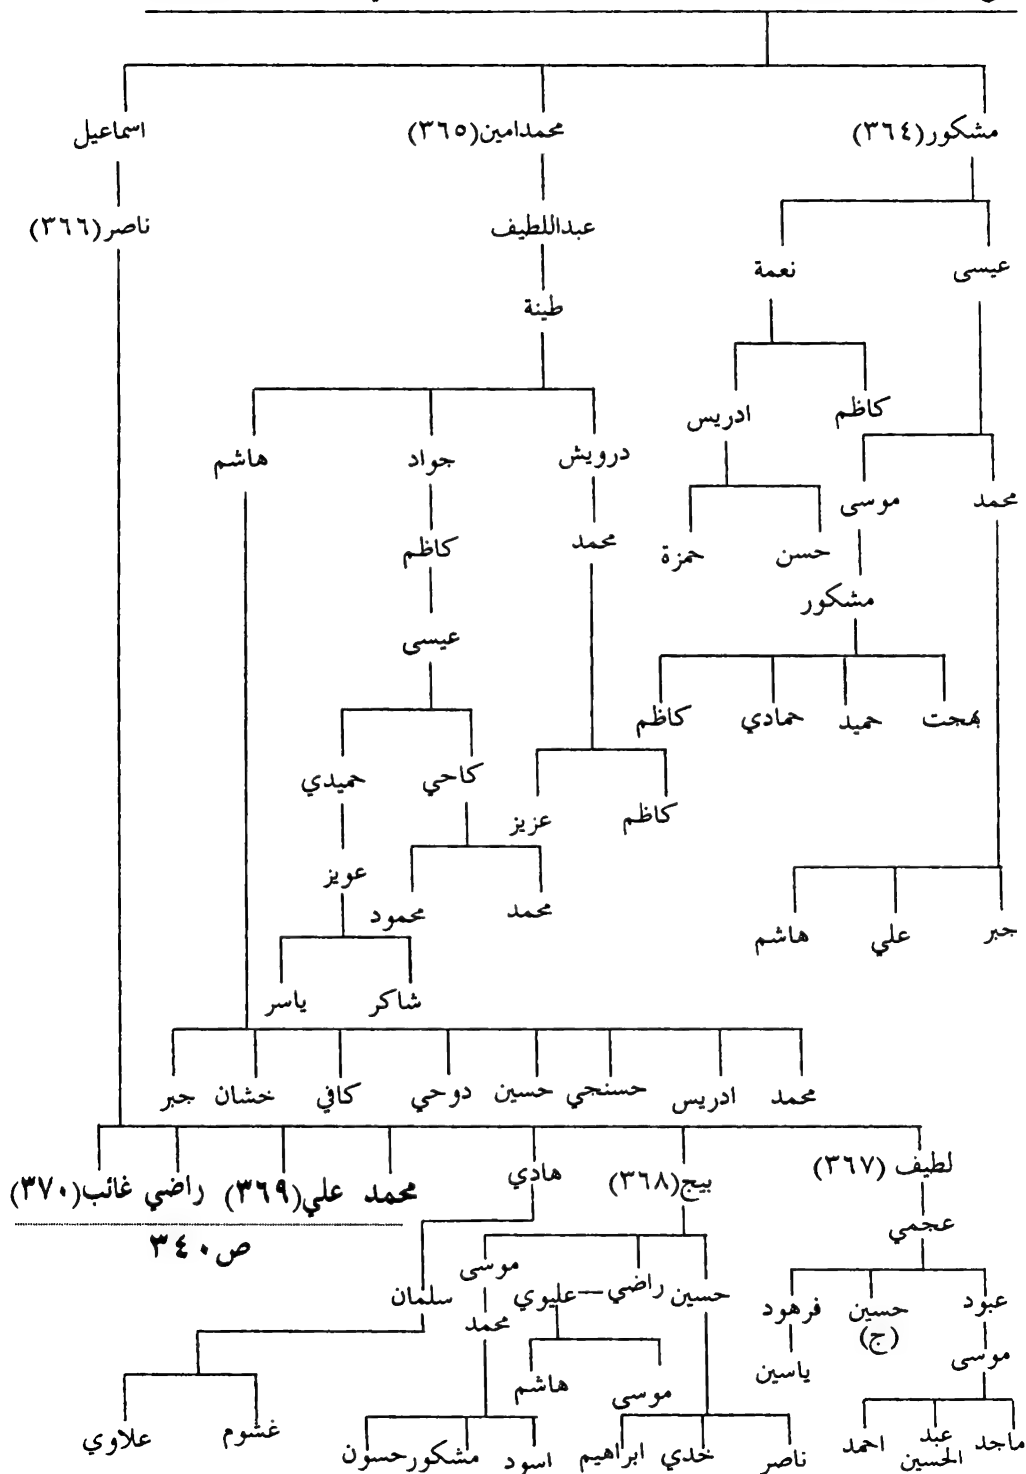 مشكور(٣٦٤) محمدامين(٣٦٥) اسماعيل
عبداللطيف ناصر(٣٦٦)
عيسى نعمة
طينة
كاظم ادريس
درويش جواد هاشم
محمد موسى
محمد كاظم حسن حمزة
مشكور
عيسى
بهجت حميد حمادي كاظم
كاحي حميدي
كاظم عزيز
عويز
محمد محمود
جبر علي هاشم
شاكر ياسر
محمد ادريس حسنجي حسين دوحي كافي خشان جبر
لطيف (٣٦٧) بيج(٣٦٨) هادي محمد علي(٣٦٩) راضي غائب(٣٧٠)
عجمي
ص٣٤٠
موسى
عبود حسين (ج) فرهود حسين راضي عليوي سلمان
محمد
موسى ياسين
موسى هاشم
ماجد عبد الحسين احمد ناصر خدي ابراهيم اسود مشكور حسون غشوم علاوي